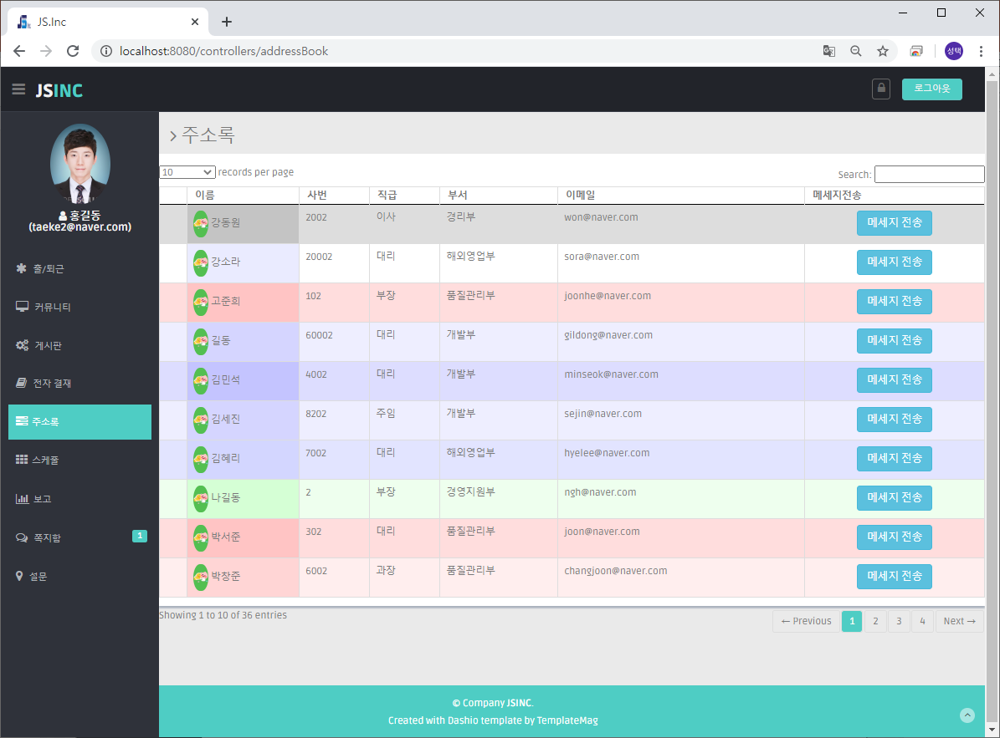 JS.Inc
localhost:8080/controllers/addressBook
선택
JSINC
로그아웃
홍길동
(taeke2@naver.com)
출/퇴근
커뮤니티
게시판
전자 결재
주소록
스케쥴
보고
쪽지함 1
설문
주소록
10 records per page
Search:
이름 사번 직급 부서 이메일 메세지전송
강동원 2002 이사 경리부 won@naver.com 메세지 전송
강소라 20002 대리 해외영업부 sora@naver.com 메세지 전송
고준희 102 부장 품질관리부 joonhe@naver.com 메세지 전송
길동 60002 대리 개발부 gildong@naver.com 메세지 전송
김민석 4002 대리 개발부 minseok@naver.com 메세지 전송
김세진 8202 주임 개발부 sejin@naver.com 메세지 전송
김혜리 7002 대리 해외영업부 hyelee@naver.com 메세지 전송
나길동 2 부장 경영지원부 ngh@naver.com 메세지 전송
박서준 302 대리 품질관리부 joon@naver.com 메세지 전송
박창준 6002 과장 품질관리부 changjoon@naver.com 메세지 전송
Showing 1 to 10 of 36 entries
← Previous 1 2 3 4 Next →
© Company JSINC.
Created with Dashio template by TemplateMag